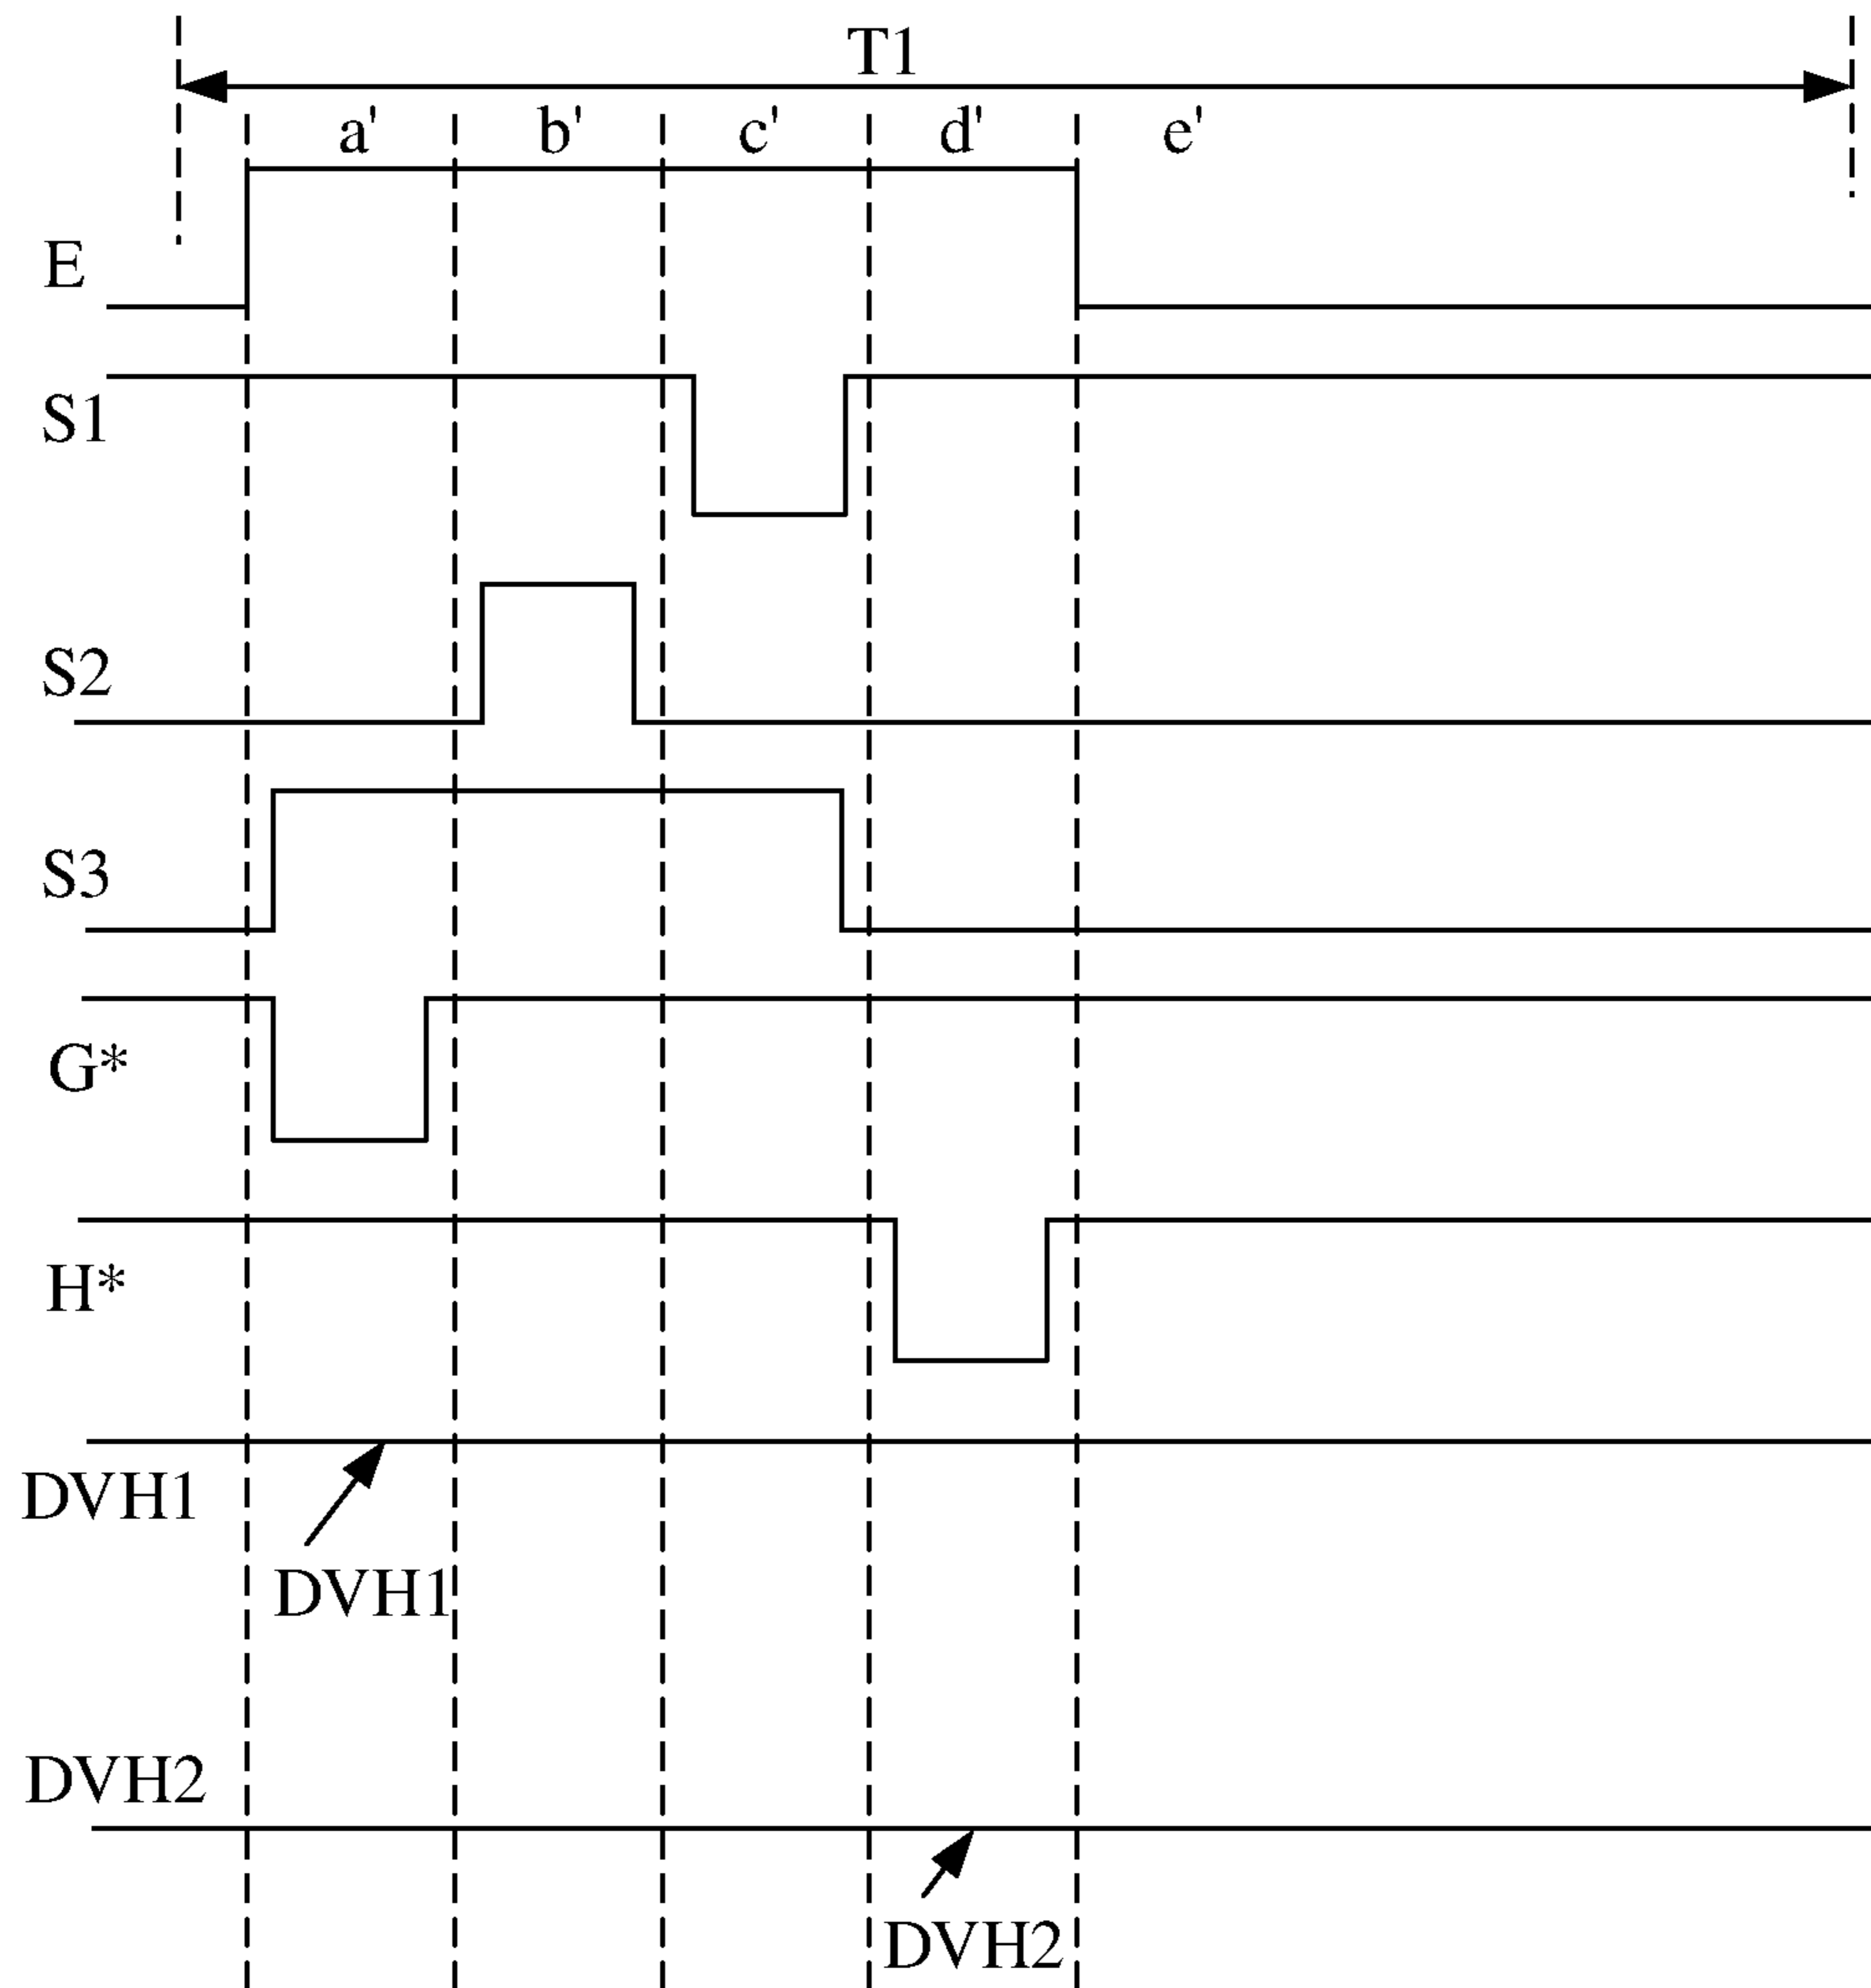 T1
a' b' c' d' e'
E
S1
S2
S3
G*
H*
DVH1
DVH1
DVH2
DVH2